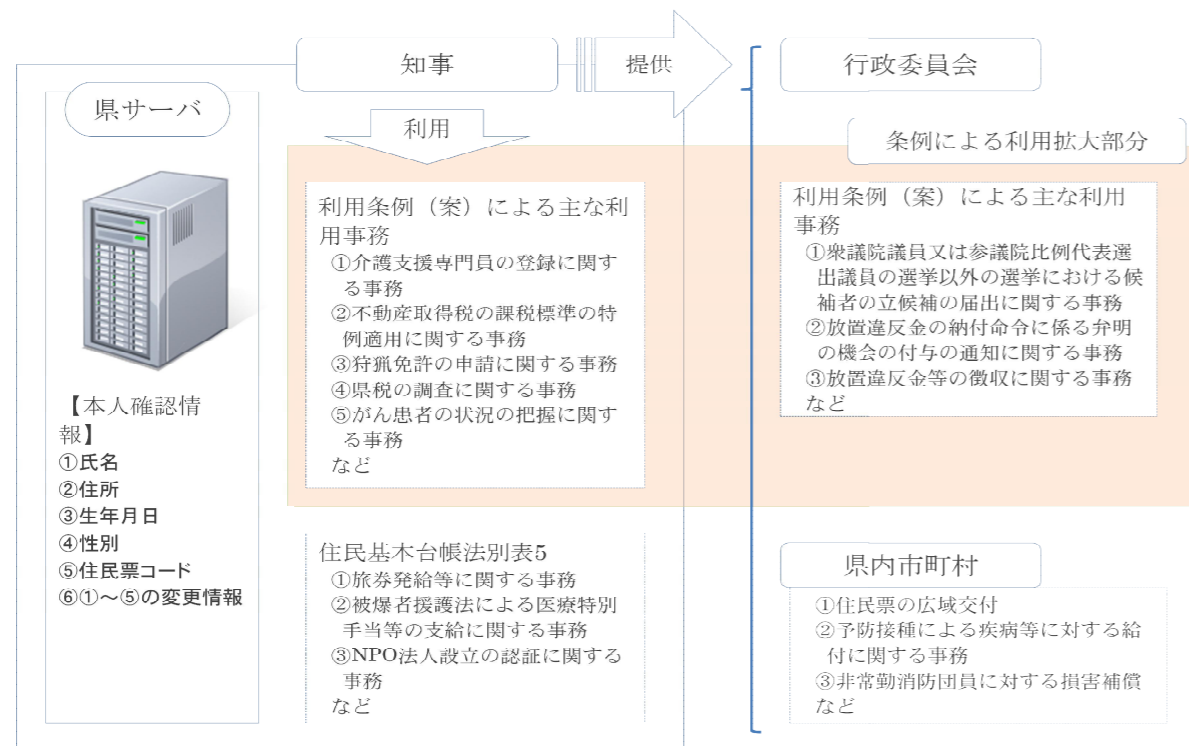 知事
提供
行政委員会
県サーバ
利用
条例による利用拡大部分
【本人確認情
報】
①氏名
②住所
③生年月日
④性別
⑤住民票コード
⑥①～⑤の変更情報
利用条例（案）による主な利
用事務
①介護支援専門員の登録に関す
る事務
②不動産取得税の課税標準の特
例適用に関する事務
③狩猟免許の申請に関する事務
④県税の調査に関する事務
⑤がん患者の状況の把握に関す
る事務
など
住民基本台帳法別表5
①旅券発給等に関する事務
②被爆者援護法による医療特別
手当等の支給に関する事務
③NPO法人設立の認証に関する
事務
など
利用条例（案）による主な利用
事務
①衆議院議員又は参議院比例代表選
出議員の選挙以外の選挙における候
補者の立候補の届出に関する事務
②放置違反金の納付命令に係る弁明
の機会の付与の通知に関する事務
③放置違反金等の徴収に関する事務
など
県内市町村
①住民票の広域交付
②予防接種による疾病等に対する給
付に関する事務
③非常勤消防団員に対する損害補償
など